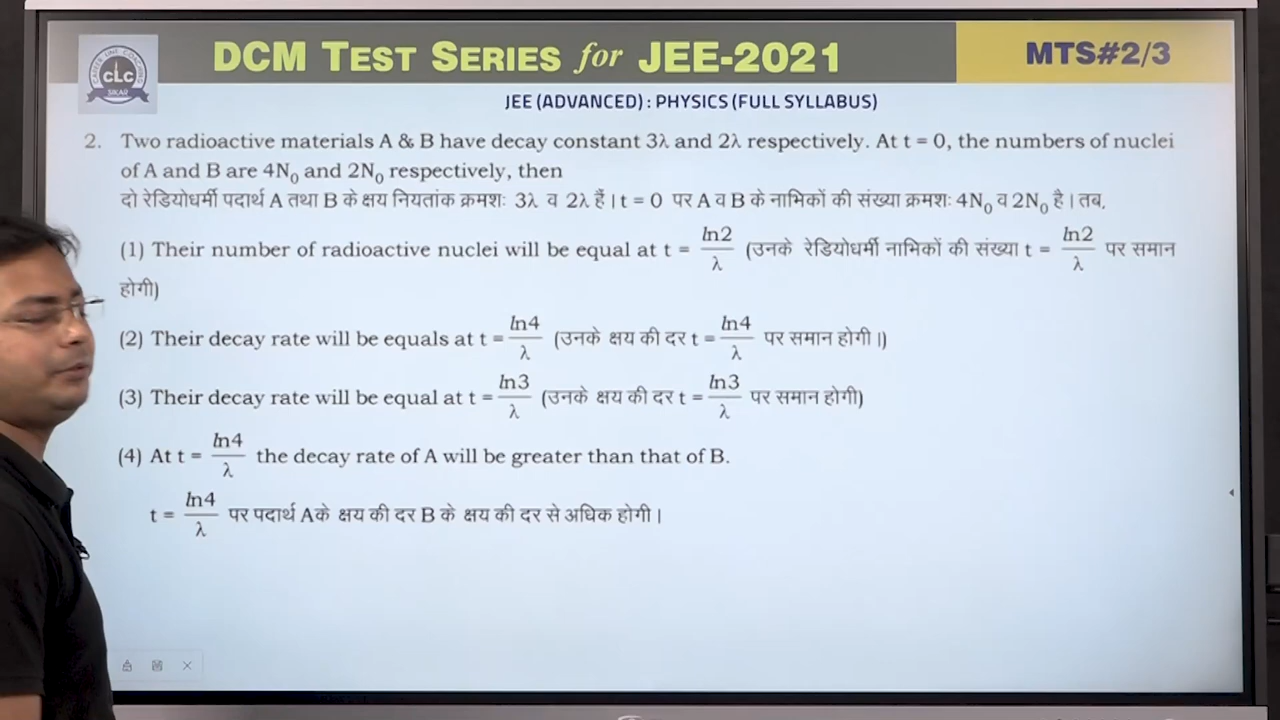 CAREER LINE COACHING
CLC
SIKAR
DCM TEST SERIES for JEE-2021
MTS#2/3
JEE (ADVANCED) : PHYSICS (FULL SYLLABUS)
2. Two radioactive materials A & B have decay constant 3λ and 2λ respectively. At t = 0, the numbers of nuclei
of A and B are 4N₀ and 2N₀ respectively, then
दो रेडियोधर्मी पदार्थ A तथा B के क्षय नियतांक क्रमशः 3λ व 2λ हैं। t = 0 पर A व B के नाभिकों की संख्या क्रमशः 4N₀ व 2N₀ है। तब,
(1) Their number of radioactive nuclei will be equal at t = ln2/λ (उनके रेडियोधर्मी नाभिकों की संख्या t = ln2/λ पर समान
होगी)
(2) Their decay rate will be equals at t = ln4/λ (उनके क्षय की दर t = ln4/λ पर समान होगी।)
(3) Their decay rate will be equal at t = ln3/λ (उनके क्षय की दर t = ln3/λ पर समान होगी)
(4) At t = ln4/λ the decay rate of A will be greater than that of B.
t = ln4/λ पर पदार्थ A के क्षय की दर B के क्षय की दर से अधिक होगी।